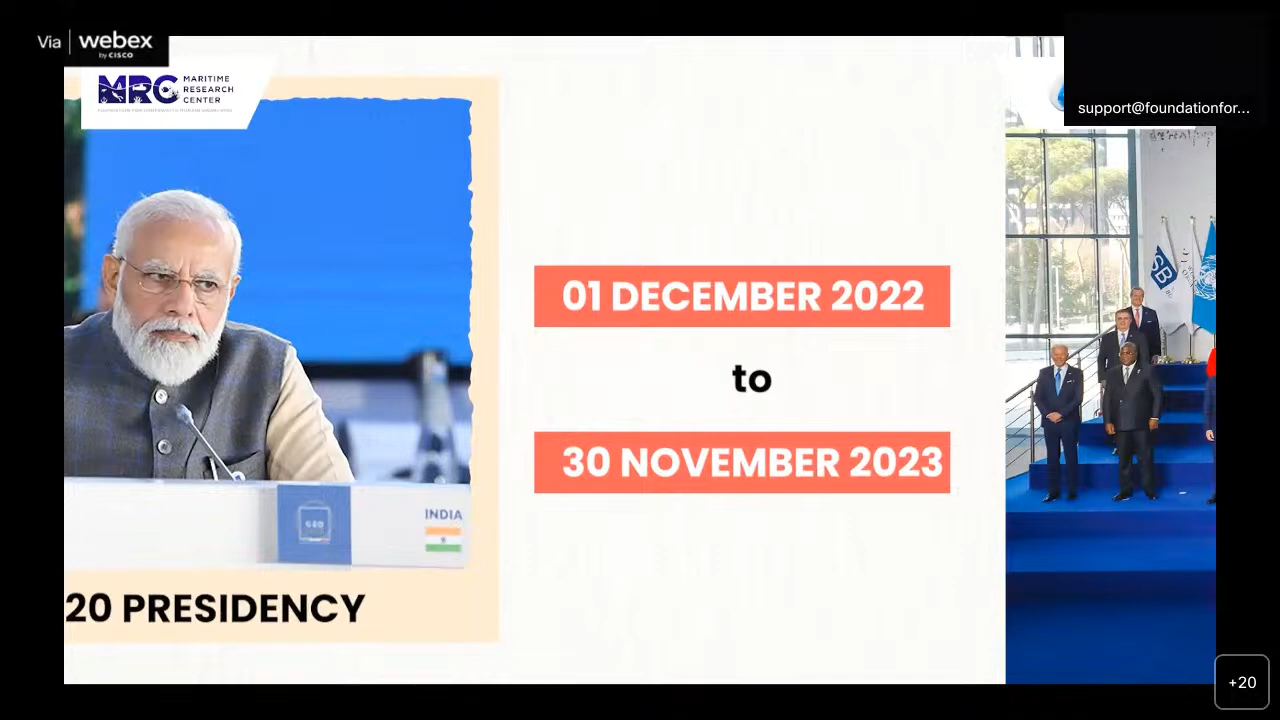 Via webex
by CISCO
MRC MARITIME
RESEARCH
CENTER
support@foundationfor...
01 DECEMBER 2022
to
30 NOVEMBER 2023
INDIA
20 PRESIDENCY
+20